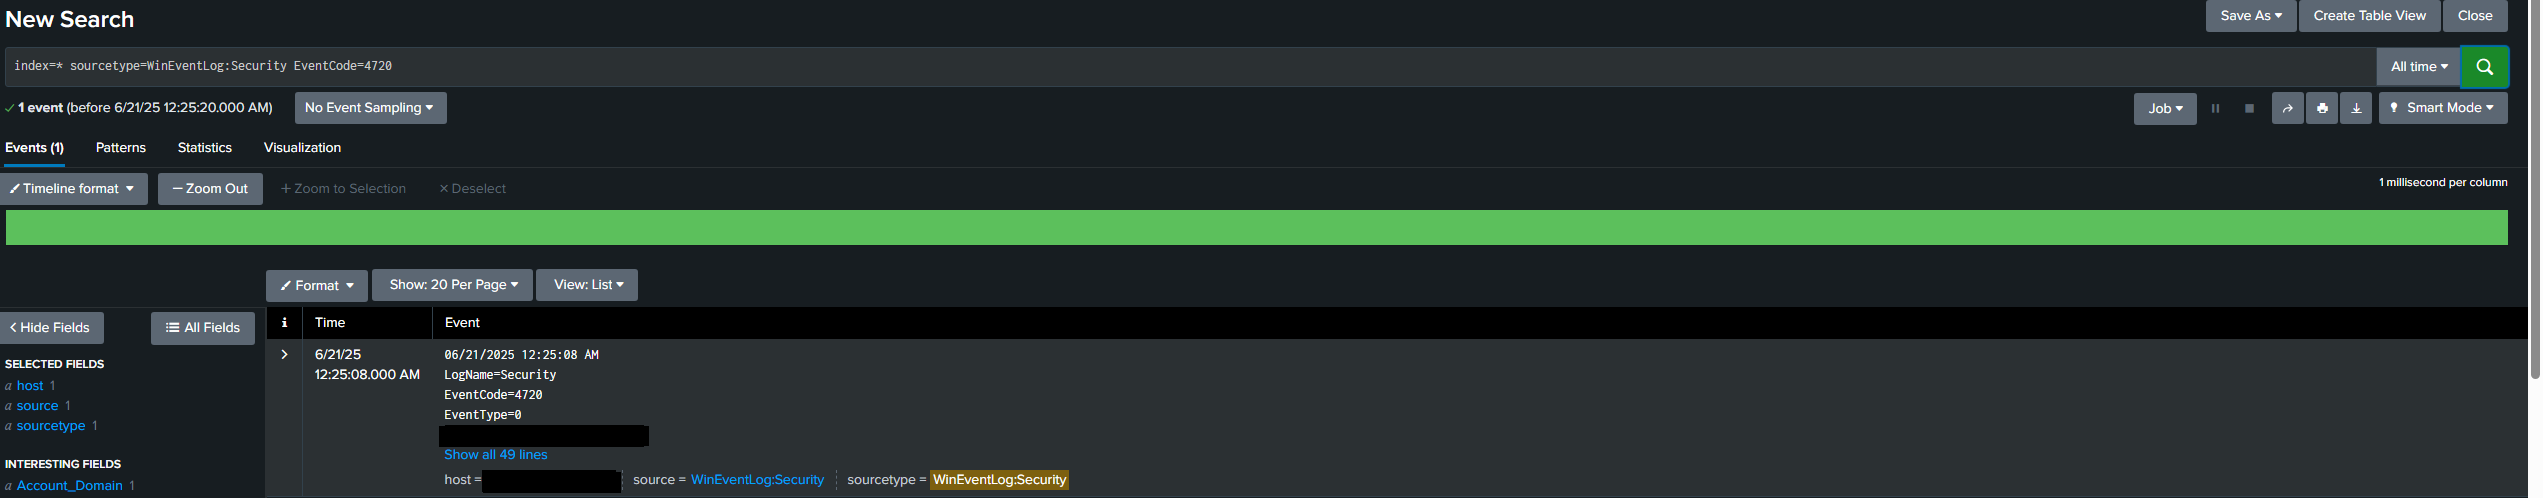 New Search
Save As
Create Table View
Close
index=* sourcetype=WinEventLog:Security EventCode=4720
All time
1 event (before 6/21/25 12:25:20.000 AM)
No Event Sampling
Job
Smart Mode
Events (1)
Patterns
Statistics
Visualization
Timeline format
— Zoom Out
+ Zoom to Selection
× Deselect
1 millisecond per column
Format
Show: 20 Per Page
View: List
< Hide Fields
All Fields
i
Time
Event
SELECTED FIELDS
a host 1
a source 1
a sourcetype 1
INTERESTING FIELDS
a Account_Domain 1
>
6/21/25
12:25:08.000 AM
06/21/2025 12:25:08 AM
LogName=Security
EventCode=4720
EventType=0
Show all 49 lines
host =
source = WinEventLog:Security
sourcetype = WinEventLog:Security